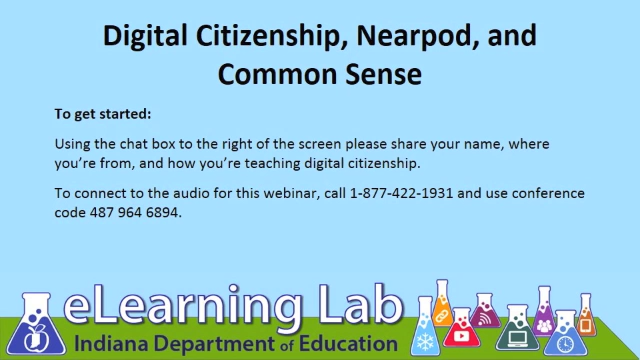 Digital Citizenship, Nearpod, and
Common Sense
To get started:
Using the chat box to the right of the screen please share your name, where
you're from, and how you're teaching digital citizenship.
To connect to the audio for this webinar, call 1-877-422-1931 and use conference
code 487 964 6894.
eLearning Lab
Indiana Department of Education